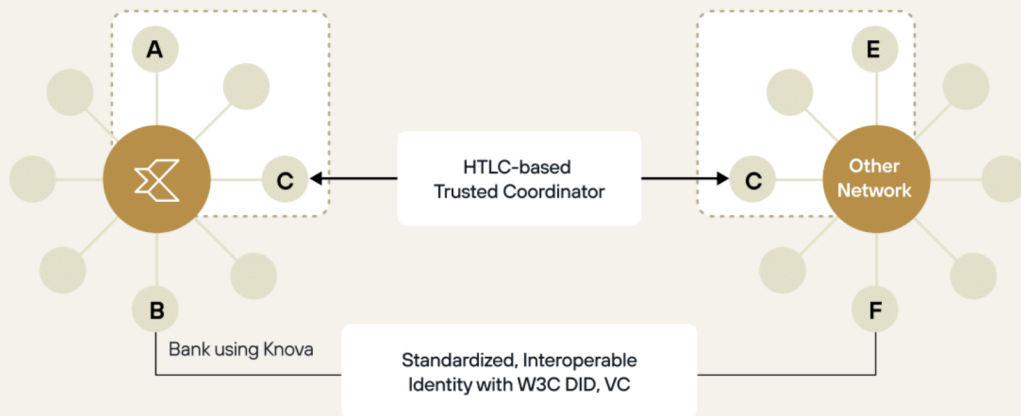 A
E
HTLC-based
Trusted Coordinator
C
C
Other
Network
B
F
Bank using Knova
Standardized, Interoperable
Identity with W3C DID, VC